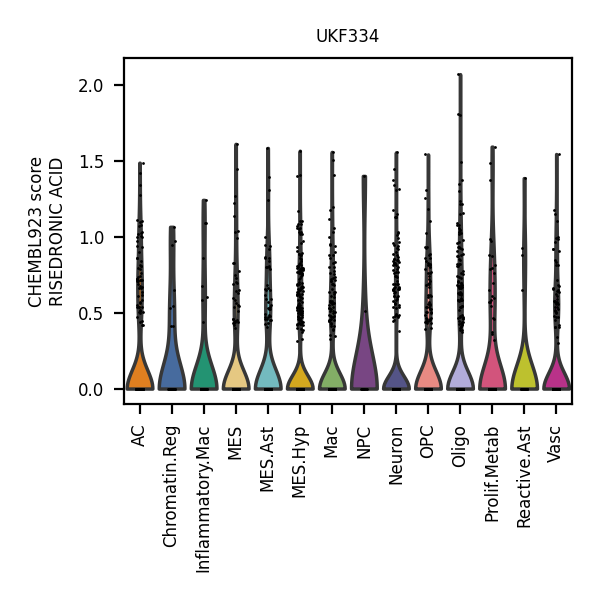 UKF334
CHEMBL923 score
RISEDRONIC ACID
2.0
1.5
1.0
0.5
0.0
AC
Chromatin.Reg
Inflammatory.Mac
MES
MES.Ast
MES.Hyp
Mac
NPC
Neuron
OPC
Oligo
Prolif.Metab
Reactive.Ast
Vasc